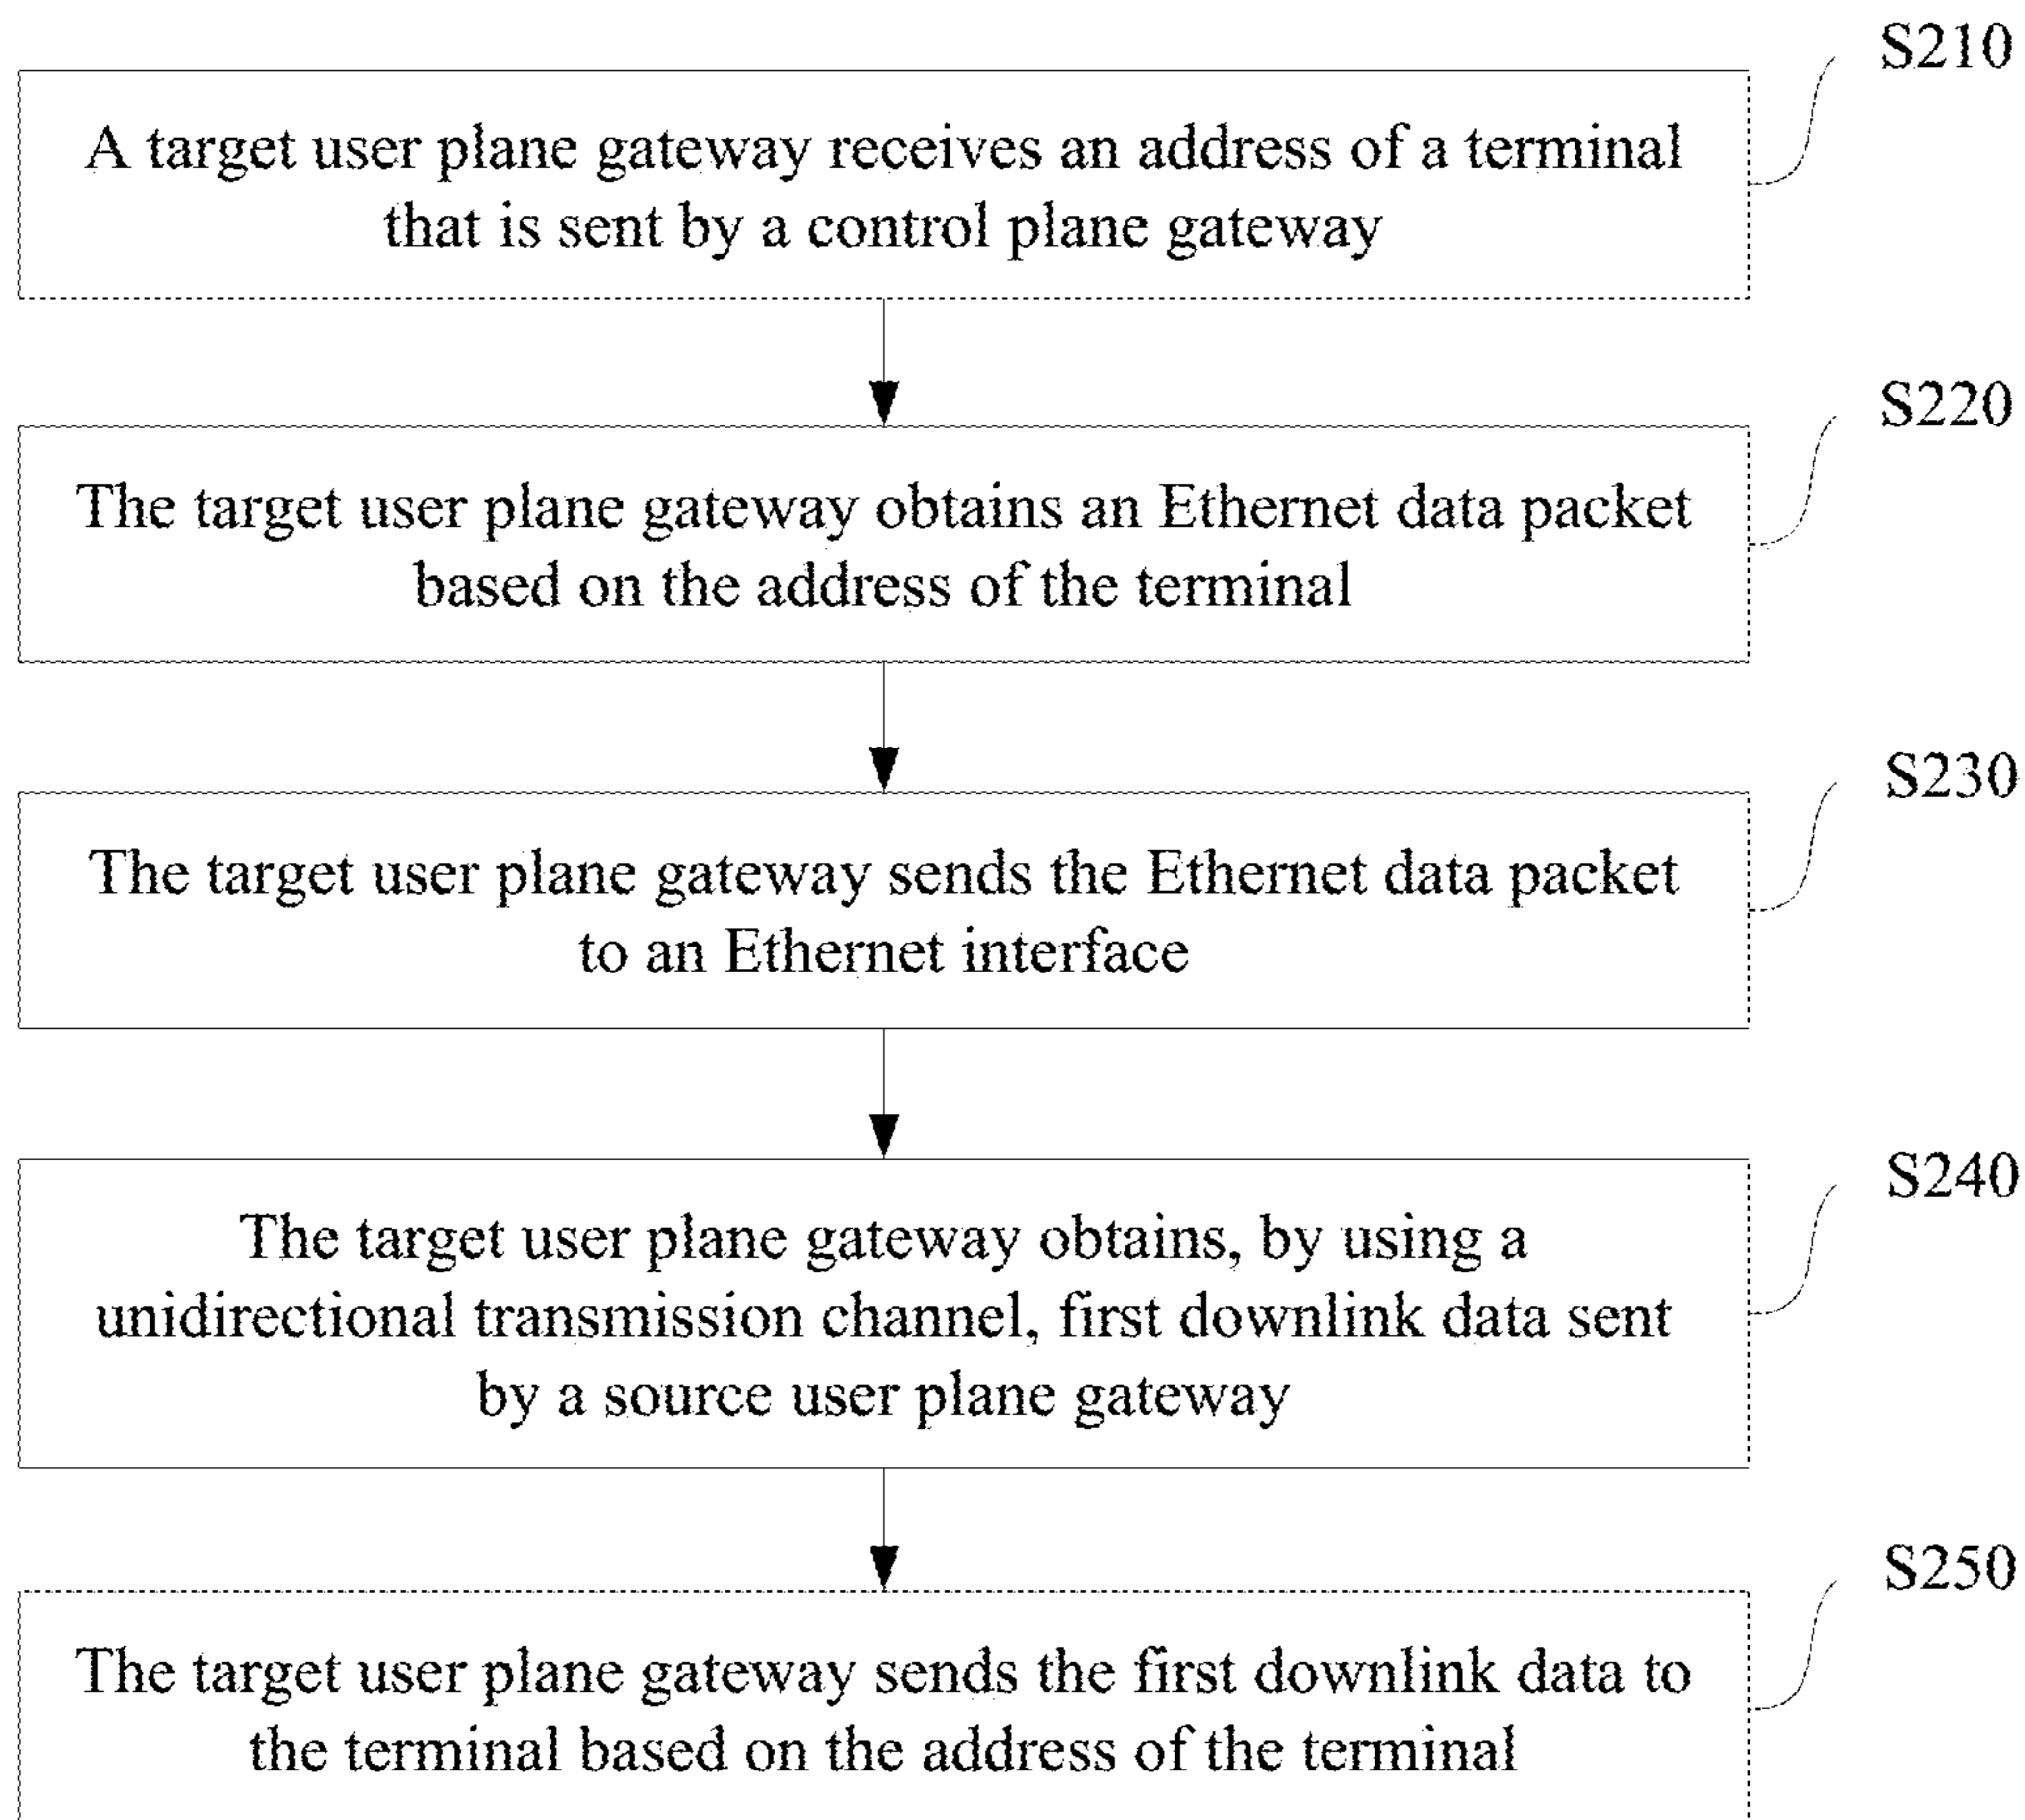 S210
A target user plane gateway receives an address of a terminal
that is sent by a control plane gateway
S220
The target user plane gateway obtains an Ethernet data packet
based on the address of the terminal
S230
The target user plane gateway sends the Ethernet data packet
to an Ethernet interface
S240
The target user plane gateway obtains, by using a
unidirectional transmission channel, first downlink data sent
by a source user plane gateway
S250
The target user plane gateway sends the first downlink data to
the terminal based on the address of the terminal